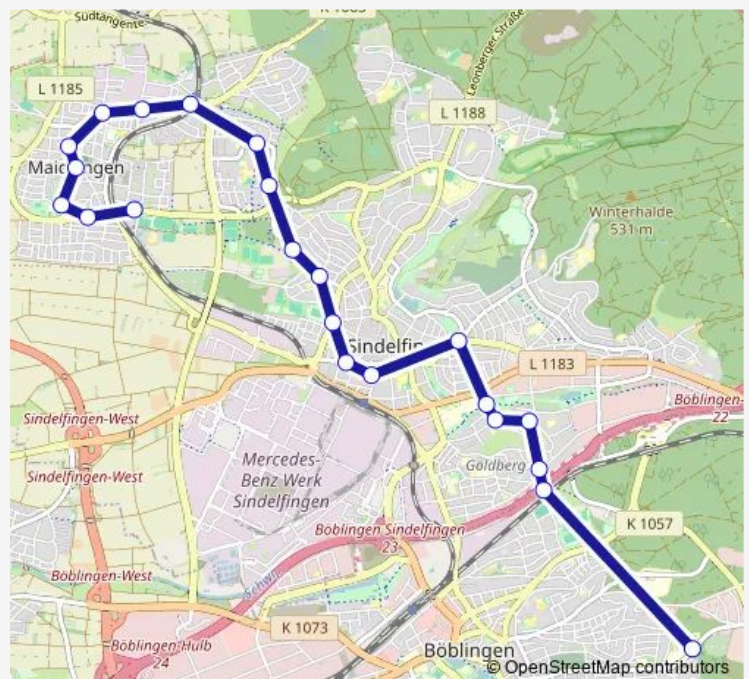 Südtangente
L 1185
Leonberger Straße
L 1188
Winterhalde
531 m
Sindelfin
L 1183
Böblingen-
22
Sindelfingen-West
Mercedes-
Benz Werk
Sindelfingen
Goldberg
Sindelfingen-West
K 1057
Böblingen Sindelfingen
23
Böblingen-West
K 1073
Böblingen-Hulb
24
Böblingen
© OpenStreetMap contributors